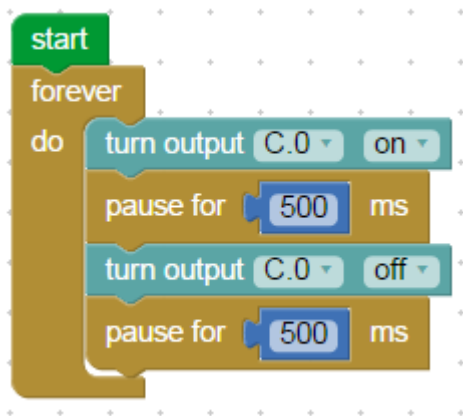 start
forever
do turn output C.0 on
pause for 500 ms
turn output C.0 off
pause for 500 ms